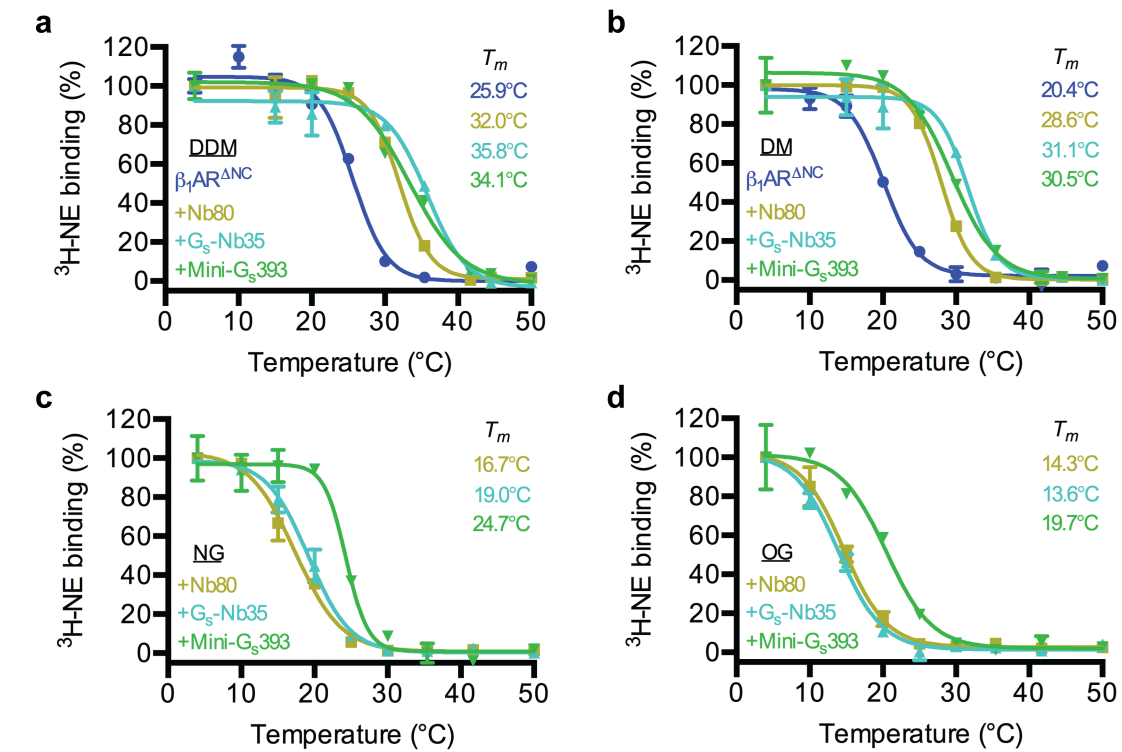 a
120
100
80
60
40
20
0
³H-NE binding (%)
DDM
β₁ARᐃNC
+Nb80
+Gₛ-Nb35
+Mini-Gₛ393
Tₘ
25.9°C
32.0°C
35.8°C
34.1°C
0 10 20 30 40 50
Temperature (°C)
b
120
100
80
60
40
20
0
³H-NE binding (%)
DM
β₁ARᐃNC
+Nb80
+Gₛ-Nb35
+Mini-Gₛ393
Tₘ
20.4°C
28.6°C
31.1°C
30.5°C
0 10 20 30 40 50
Temperature (°C)
c
120
100
80
60
40
20
0
³H-NE binding (%)
NG
+Nb80
+Gₛ-Nb35
+Mini-Gₛ393
Tₘ
16.7°C
19.0°C
24.7°C
0 10 20 30 40 50
Temperature (°C)
d
120
100
80
60
40
20
0
³H-NE binding (%)
OG
+Nb80
+Gₛ-Nb35
+Mini-Gₛ393
Tₘ
14.3°C
13.6°C
19.7°C
0 10 20 30 40 50
Temperature (°C)